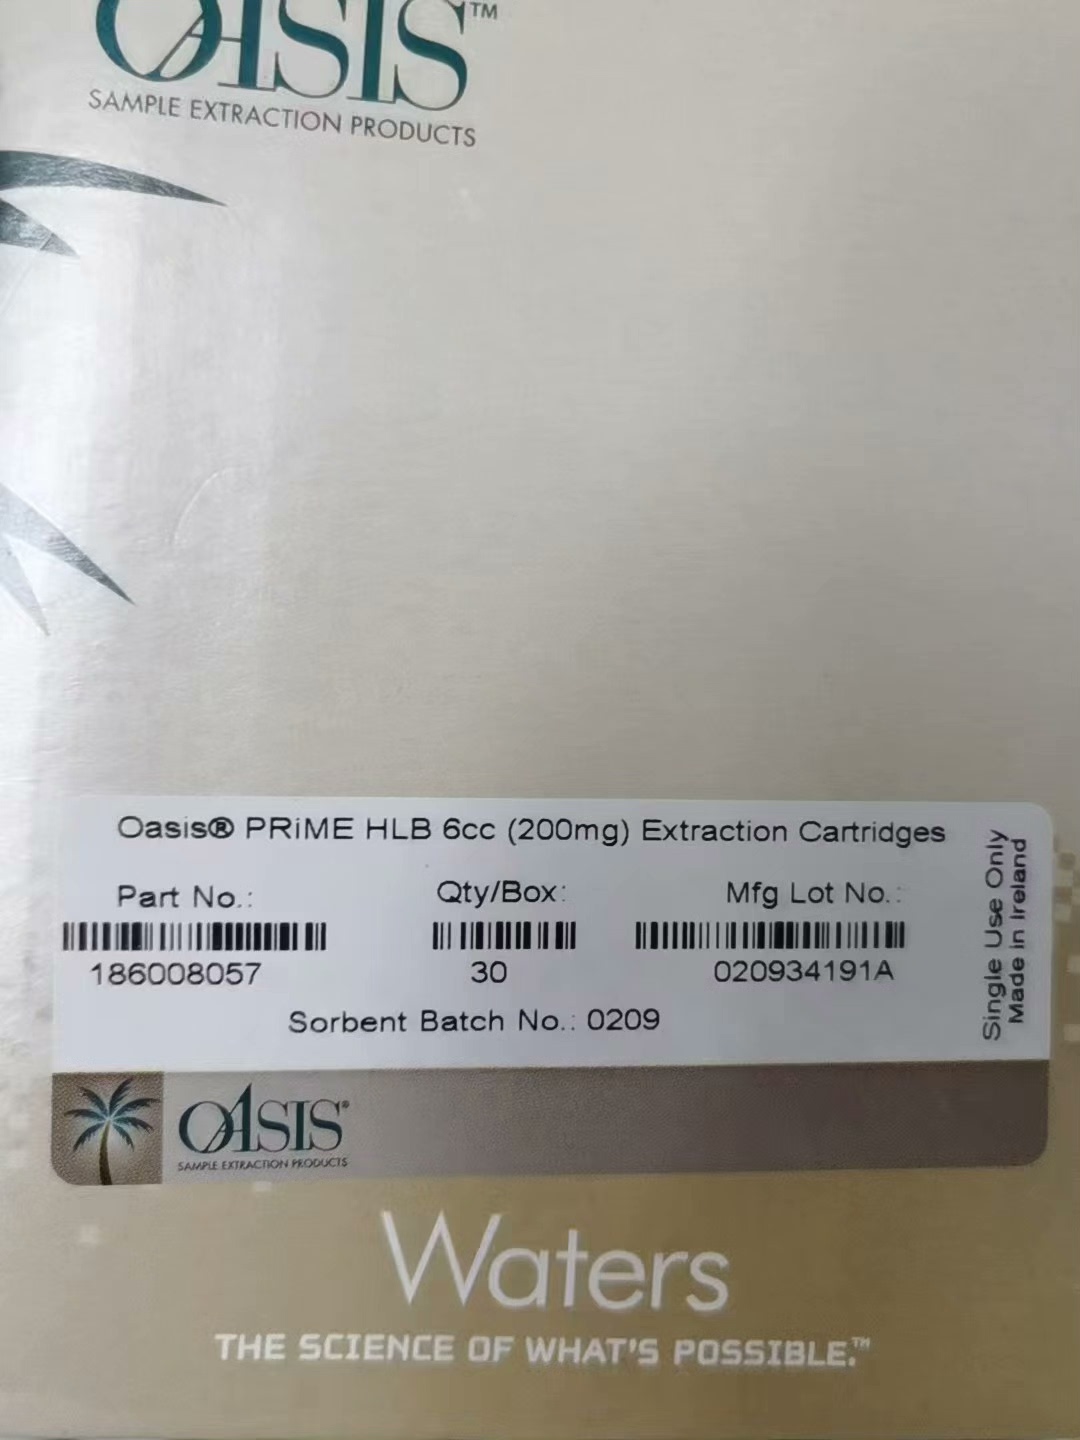 OASIS™
SAMPLE EXTRACTION PRODUCTS
Oasis® PRiME HLB 6cc (200mg) Extraction Cartridges
Part No.: Qty/Box: Mfg Lot No.:
186008057 30 020934191A
Sorbent Batch No.: 0209
Single Use Only
Made in Ireland
OASIS®
SAMPLE EXTRACTION PRODUCTS
Waters
THE SCIENCE OF WHAT'S POSSIBLE.™